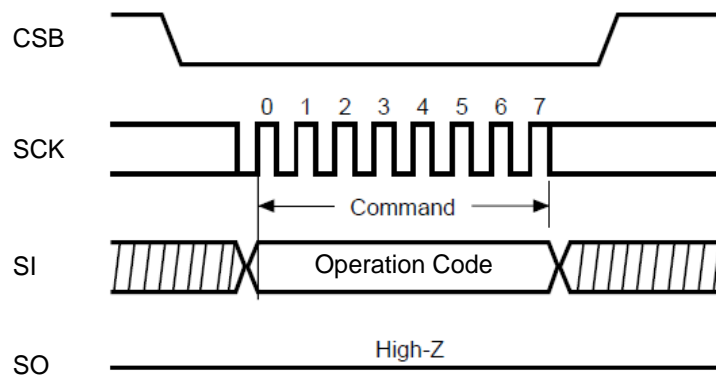 CSB
0 1 2 3 4 5 6 7
SCK
Command
SI
Operation Code
High-Z
SO